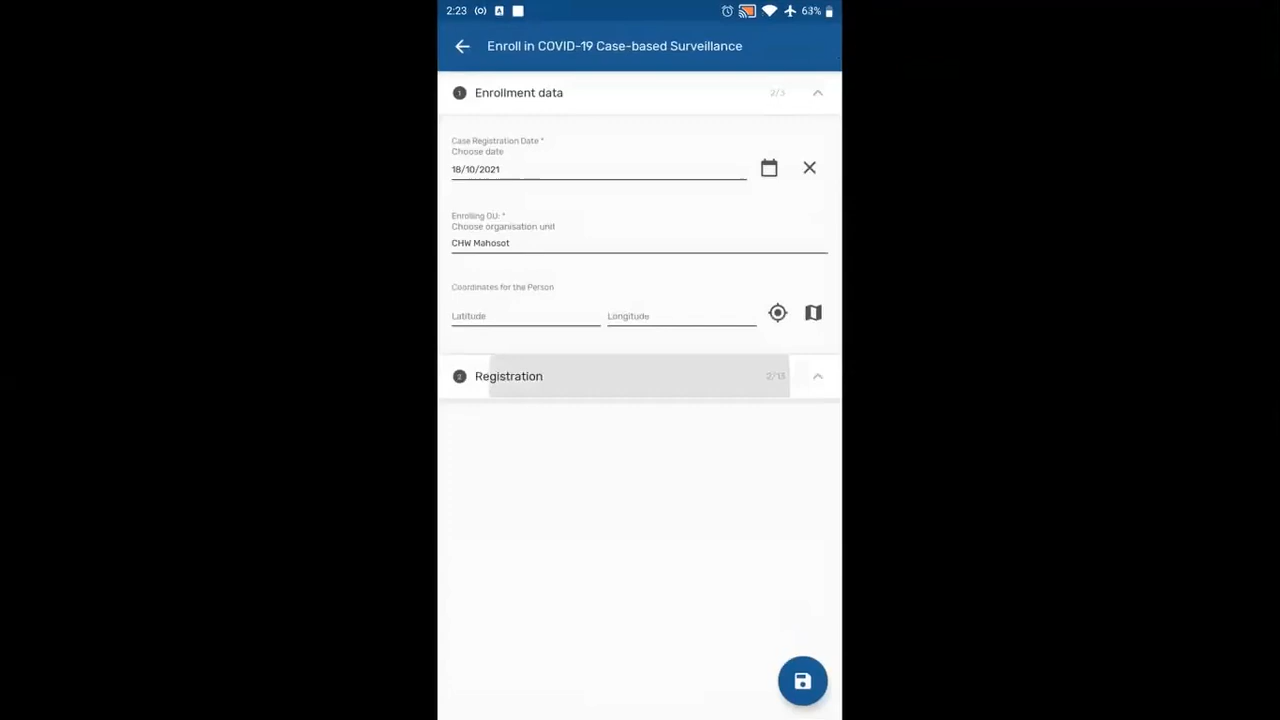 2:23
63%
Enroll in COVID-19 Case-based Surveillance
1 Enrollment data 2/3
Case Registration Date *
Choose date
18/10/2021
Enrolling OU: *
Choose organisation unit
CHW Mahosot
Coordinates for the Person
Latitude Longitude
2 Registration 2/13